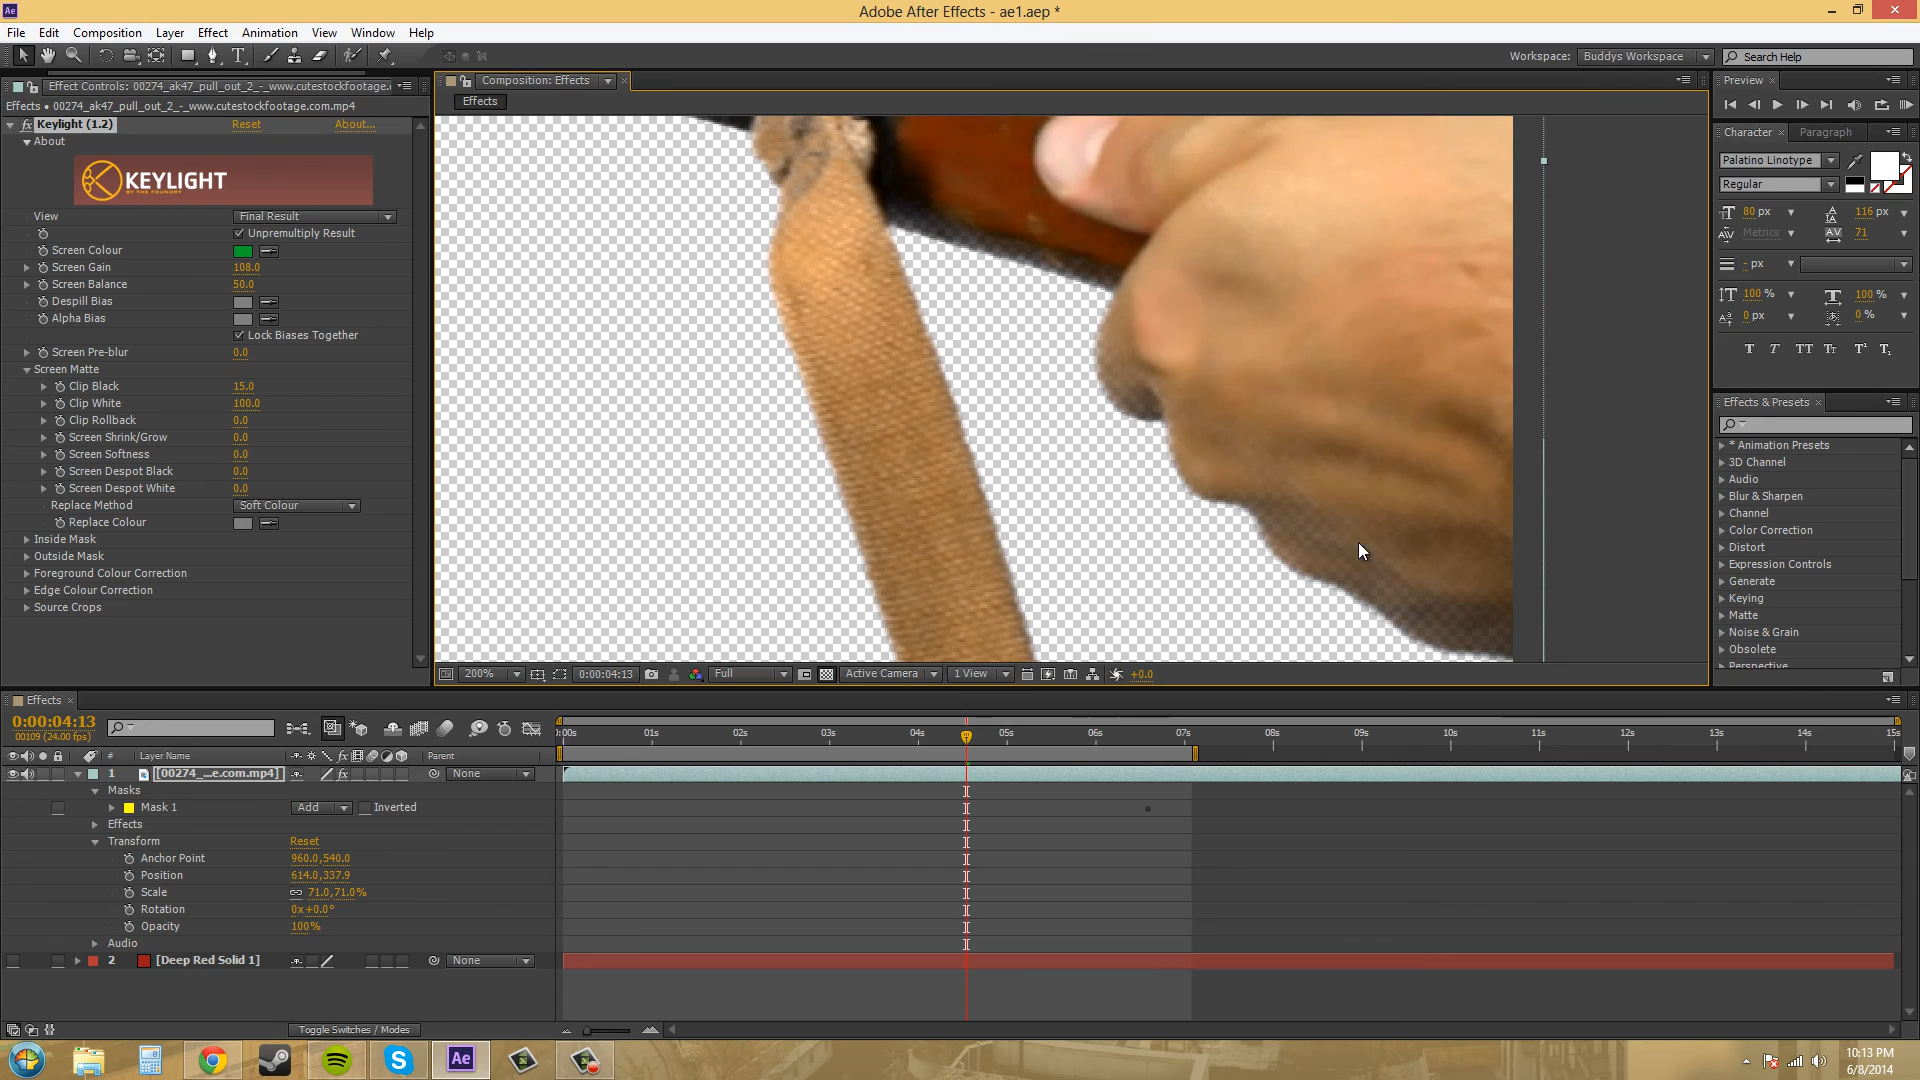 Adobe After Effects - ae1.aep *
File Edit Composition Layer Effect Animation View Window Help
Workspace: Buddys Workspace Search Help
Effect Controls: 00274_ak47_pull_out_2_-_www.cutestockfootage.
Effects • 00274_ak47_pull_out_2_-_www.cutestockfootage.com.mp4
Keylight (1.2) Reset About...
About
KEYLIGHT
BY THE FOUNDRY
View Final Result
Unpremultiply Result
Screen Colour
Screen Gain 108.0
Screen Balance 50.0
Despill Bias
Alpha Bias
Lock Biases Together
Screen Pre-blur 0.0
Screen Matte
Clip Black 15.0
Clip White 100.0
Clip Rollback 0.0
Screen Shrink/Grow 0.0
Screen Softness 0.0
Screen Despot Black 0.0
Screen Despot White 0.0
Replace Method Soft Colour
Replace Colour
Inside Mask
Outside Mask
Foreground Colour Correction
Edge Colour Correction
Source Crops
Composition: Effects
Effects
200% 0:00:04:13 Full Active Camera 1 View +0.0
Preview
Character Paragraph
Palatino Linotype
Regular
80 px 116 px
Metrics 71
- px
100 % 100 %
0 px 0 %
T T TT Tt T¹ T₁
Effects & Presets
* Animation Presets
3D Channel
Audio
Blur & Sharpen
Channel
Color Correction
Distort
Expression Controls
Generate
Keying
Matte
Noise & Grain
Obsolete
Perspective
Effects
0:00:04:13
00109 (24.00 fps)
:00s 01s 02s 03s 04s 05s 06s 07s 08s 09s 10s 11s 12s 13s 14s 15s
# Layer Name Parent
1 [00274_...e.com.mp4] None
Masks
Mask 1 Add Inverted
Effects
Transform Reset
Anchor Point 960.0,540.0
Position 614.0,337.9
Scale 71.0,71.0%
Rotation 0x+0.0°
Opacity 100%
Audio
2 [Deep Red Solid 1] None
Toggle Switches / Modes
10:13 PM
6/8/2014